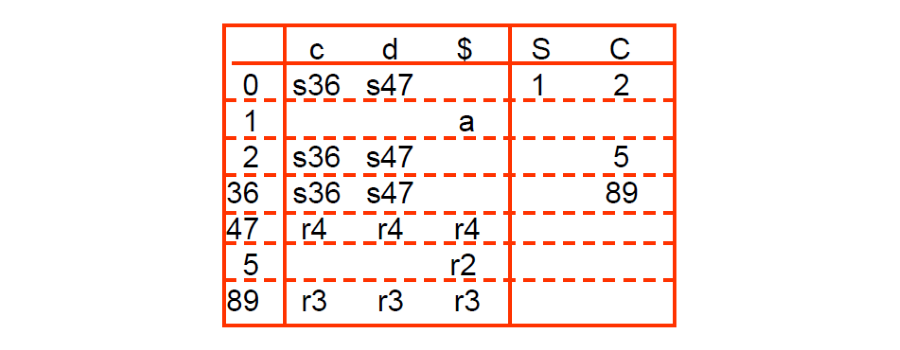 c d $ S C
0 s36 s47 1 2
1 a
2 s36 s47 5
36 s36 s47 89
47 r4 r4 r4
5 r2
89 r3 r3 r3